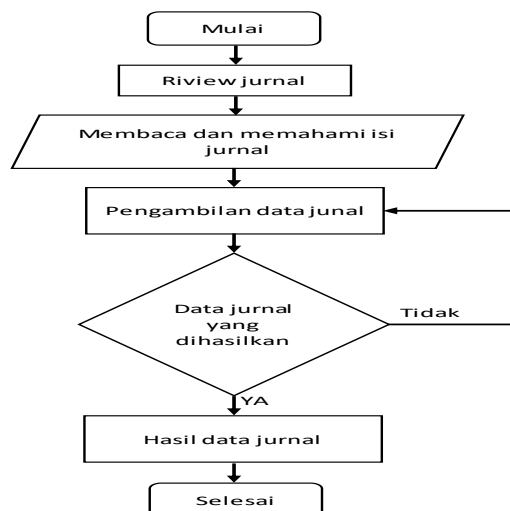 Mulai
Riview jurnal
Membaca dan memahami isi
jurnal
Pengambilan data junal
Data jurnal
yang
dihasilkan
Tidak
YA
Hasil data jurnal
Selesai